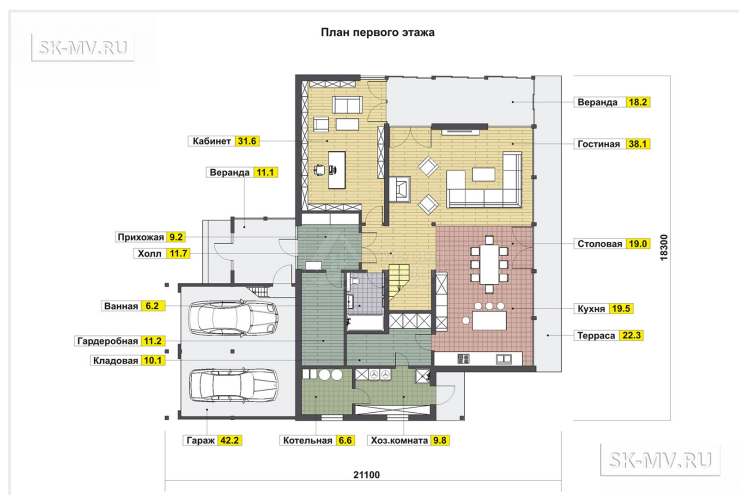 План первого этажа
SK-MV.RU
Веранда 18.2
Кабинет 31.6
Гостиная 38.1
Веранда 11.1
Прихожая 9.2
Холл 11.7
Столовая 19.0
18300
Ванная 6.2
Кухня 19.5
Гардеробная 11.2
Терраса 22.3
Кладовая 10.1
Гараж 42.2
Котельная 6.6
Хоз.комната 9.8
SK-MV.RU
21100